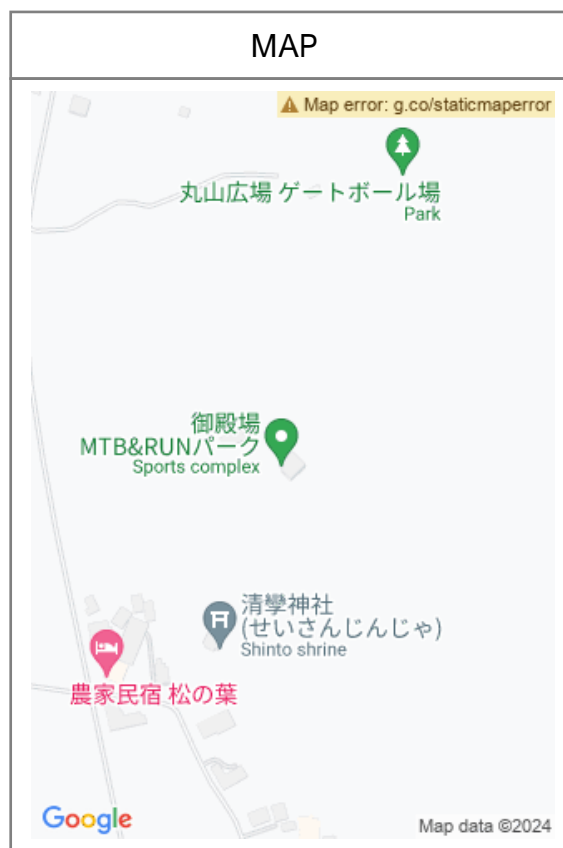 MAP
Map error: g.co/staticmaperror
丸山広場 ゲートボール場
Park
御殿場
MTB&RUNパーク
Sports complex
清孿神社
(せいさんじんじゃ)
Shinto shrine
農家民宿 松の葉
Google
Map data ©2024